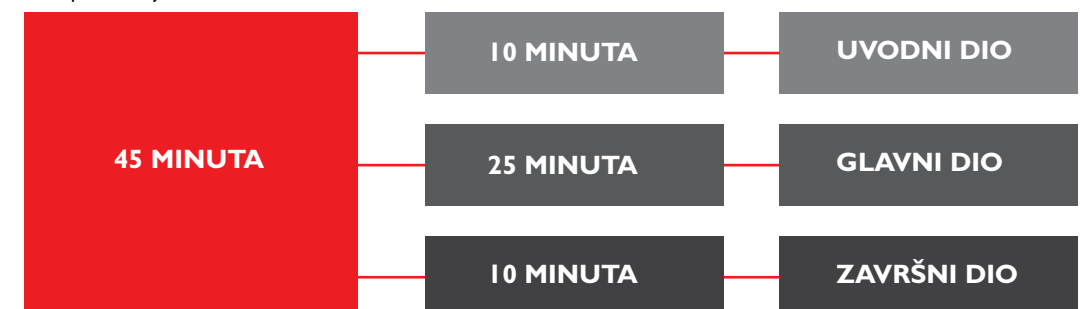 10 MINUTA
UVODNI DIO
45 MINUTA
25 MINUTA
GLAVNI DIO
10 MINUTA
ZAVRŠNI DIO